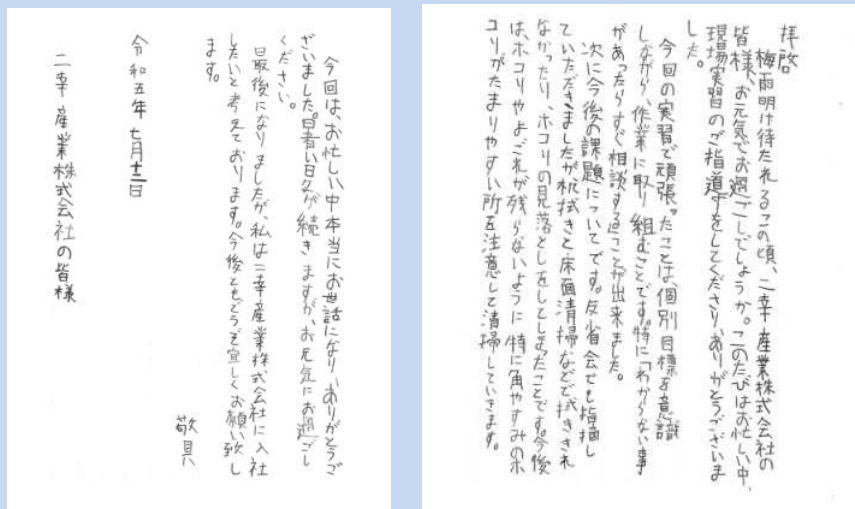 拝啓
梅雨明け待たれるこの頃、二幸産業株式会社の
皆様、お元気でお過ごしでしょうか。このたびはお忙しい中、
現場実習のご指導をしてくださり、ありがとうございま
した。
今回の実習で頑張ったことは、個別目標を意識
しながら、作業に取り組むことです。特に「わからない事
があったらすぐ相談する」ことが出来ました。
次に今後の課題についてです。反省会でも指摘し
ていただきましたが、机拭きと床面清掃などで拭ききれ
なかったり、ホコリの見落としをしてしまったことです。今後
は、ホコリやよごれが残らないように特に角やすみのホ
コリがたまりやすい所を注意して清掃していきます。
今回は、お忙しい中本当にお世話になり、ありがとうご
ざいました。暑い日々が続きますが、お元気にお過ごし
ください。
最後になりましたが、私は二幸産業株式会社に入社
したいと考えております。今後ともどうぞ宜しくお願い致し
ます。
敬具
令和五年 七月十二日
二幸産業株式会社の皆様